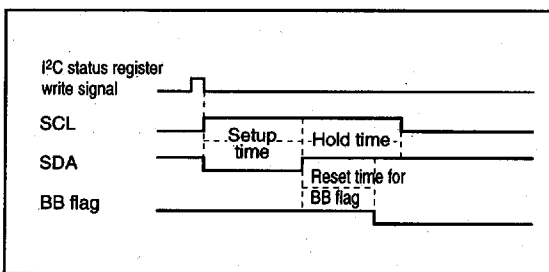 I²C status register
write signal
SCL
Setup
time
Hold time
SDA
Reset time for
BB flag
BB flag